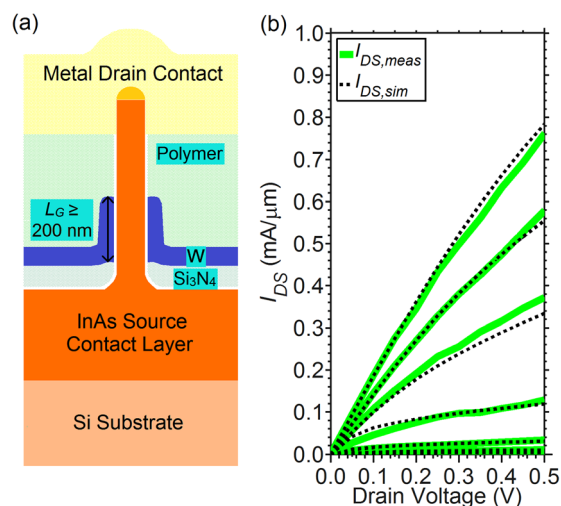 (a)
Metal Drain Contact
Polymer
L_G ≥
200 nm
W
Si₃N₄
InAs Source
Contact Layer
Si Substrate
(b)
I_DS,meas
I_DS,sim
I_DS (mA/μm)
1.0
0.9
0.8
0.7
0.6
0.5
0.4
0.3
0.2
0.1
0.0
0.0 0.1 0.2 0.3 0.4 0.5
Drain Voltage (V)